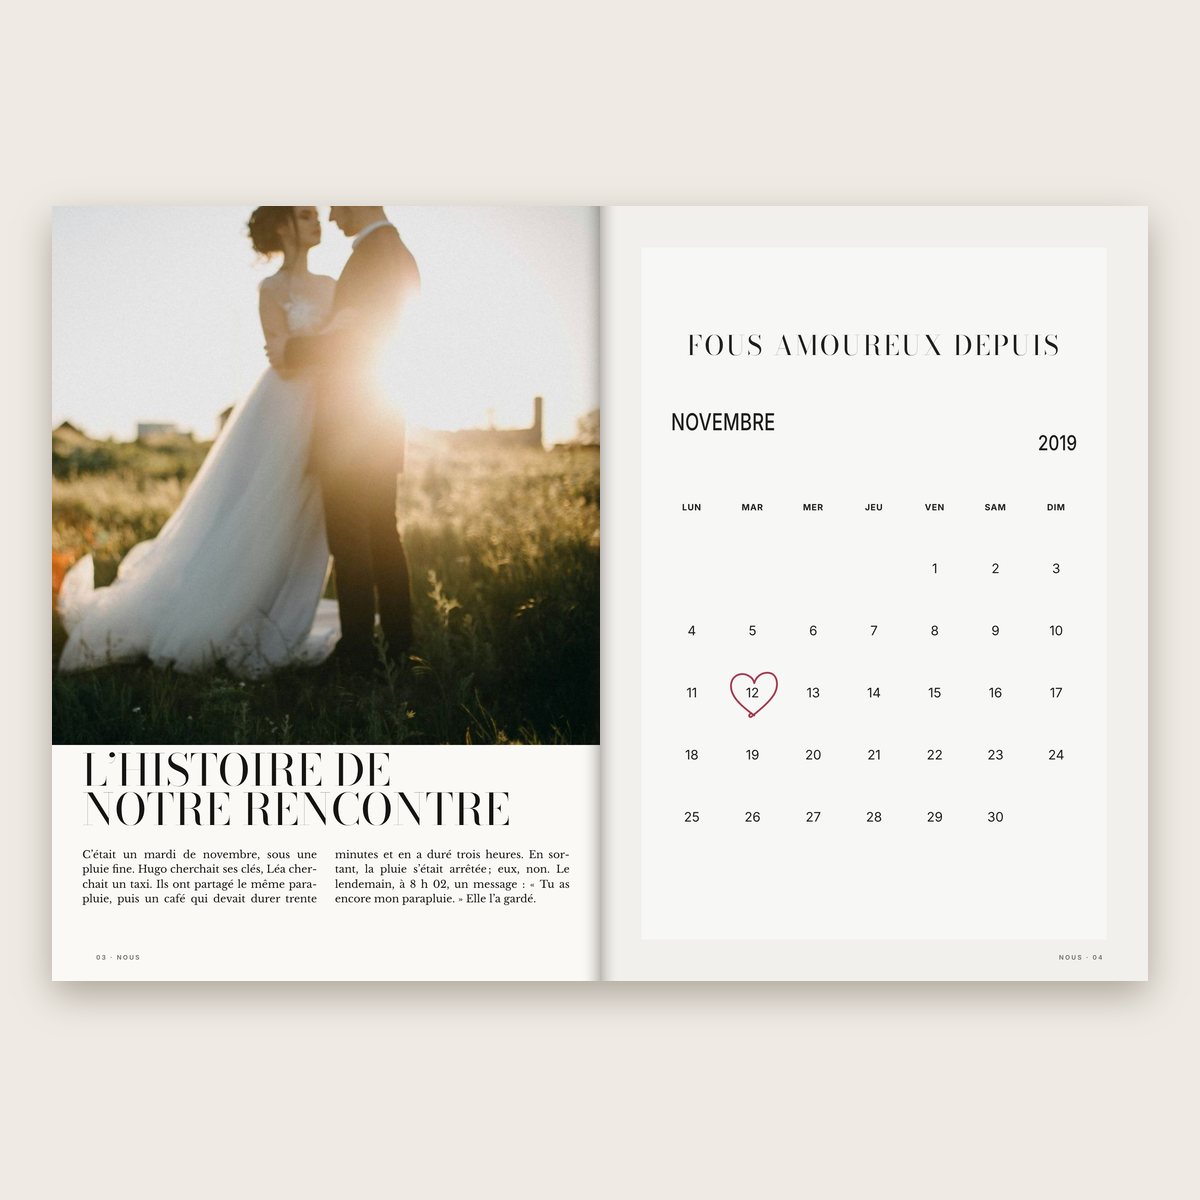 L'HISTOIRE DE
NOTRE RENCONTRE
C'était un mardi de novembre, sous une
pluie fine. Hugo cherchait ses clés, Léa cher-
chait un taxi. Ils ont partagé le même para-
pluie, puis un café qui devait durer trente
minutes et en a duré trois heures. En sor-
tant, la pluie s'était arrêtée ; eux, non. Le
lendemain, à 8 h 02, un message : « Tu as
encore mon parapluie. » Elle l'a gardé.
03 · NOUS
FOUS AMOUREUX DEPUIS
NOVEMBRE
2019
LUN MAR MER JEU VEN SAM DIM
1 2 3
4 5 6 7 8 9 10
11 12 13 14 15 16 17
18 19 20 21 22 23 24
25 26 27 28 29 30
NOUS · 04